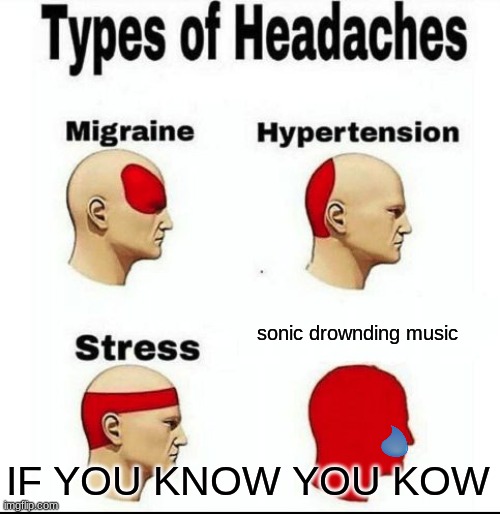 Types of Headaches
Migraine
Hypertension
Stress
sonic drownding music
IF YOU KNOW YOU KOW
imgflip.com